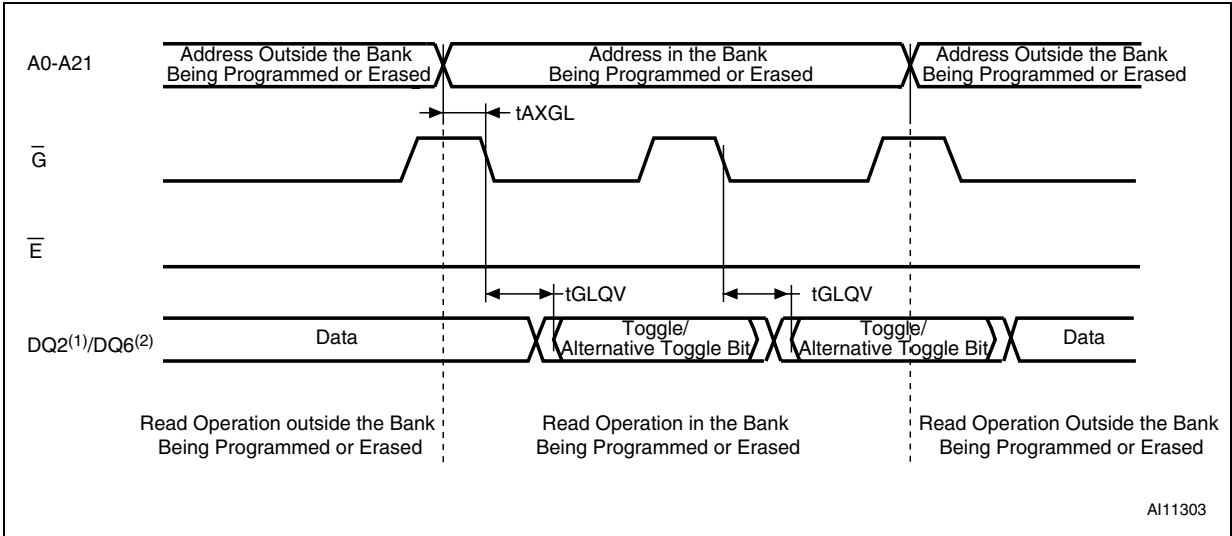 A0-A21
Address Outside the Bank
Being Programmed or Erased
Address in the Bank
Being Programmed or Erased
Address Outside the Bank
Being Programmed or Erased
tAXGL
G̅
E̅
tGLQV
tGLQV
DQ2(1)/DQ6(2)
Data
Toggle/
Alternative Toggle Bit
Toggle/
Alternative Toggle Bit
Data
Read Operation outside the Bank
Being Programmed or Erased
Read Operation in the Bank
Being Programmed or Erased
Read Operation Outside the Bank
Being Programmed or Erased
AI11303